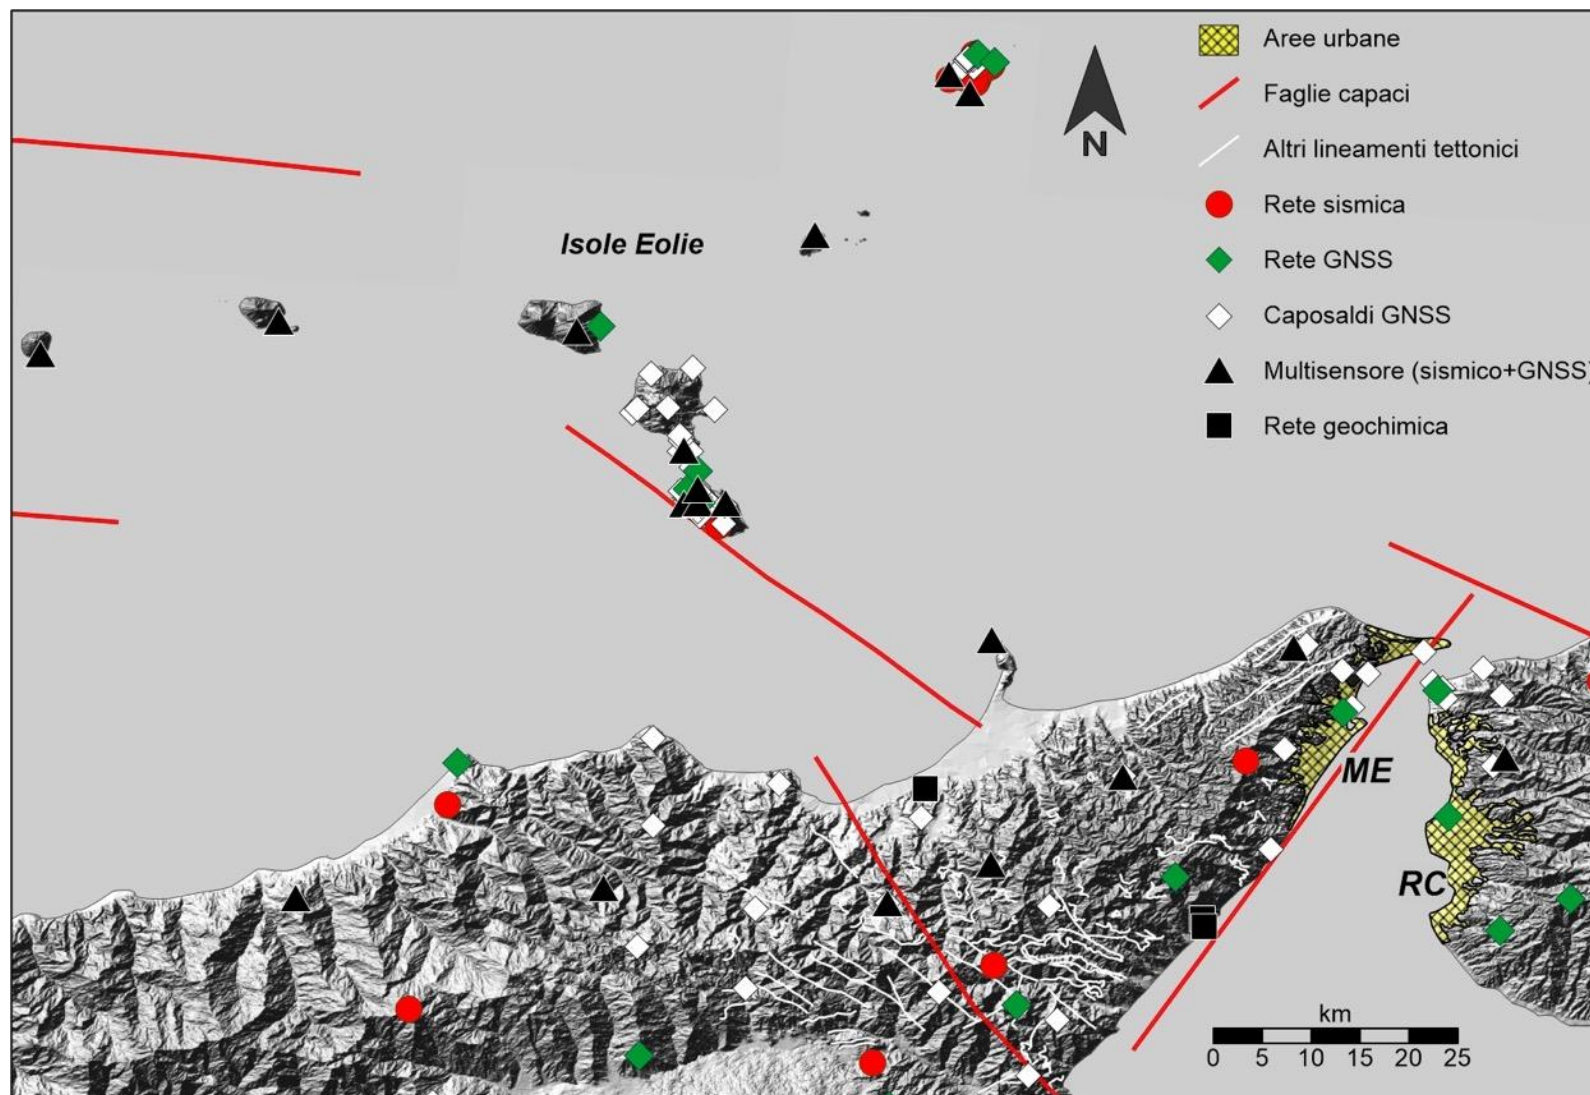 Aree urbane
Faglie capaci
Altri lineamenti tettonici
Rete sismica
Rete GNSS
Caposaldi GNSS
Multisensore (sismico+GNSS)
Rete geochimica
N
Isole Eolie
ME
RC
km
0 5 10 15 20 25